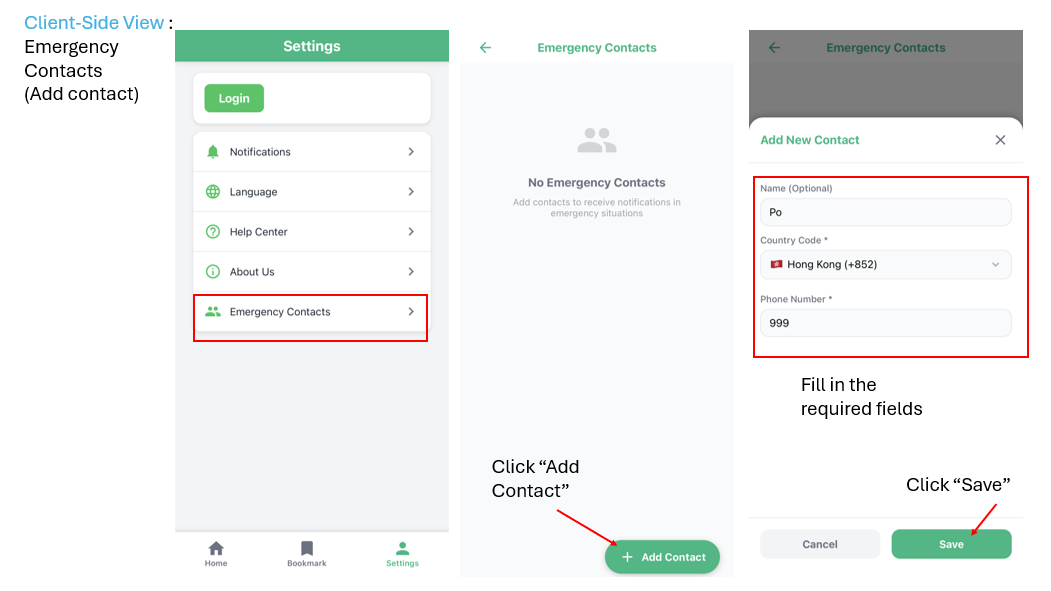 Client-Side View :
Emergency
Contacts
(Add contact)
Settings
Login
Notifications
Language
Help Center
About Us
Emergency Contacts
Home
Bookmark
Settings
Emergency Contacts
No Emergency Contacts
Add contacts to receive notifications in
emergency situations
Click “Add
Contact”
Add Contact
Emergency Contacts
Add New Contact
Name (Optional)
Po
Country Code *
Hong Kong (+852)
Phone Number *
999
Fill in the
required fields
Click “Save”
Cancel
Save